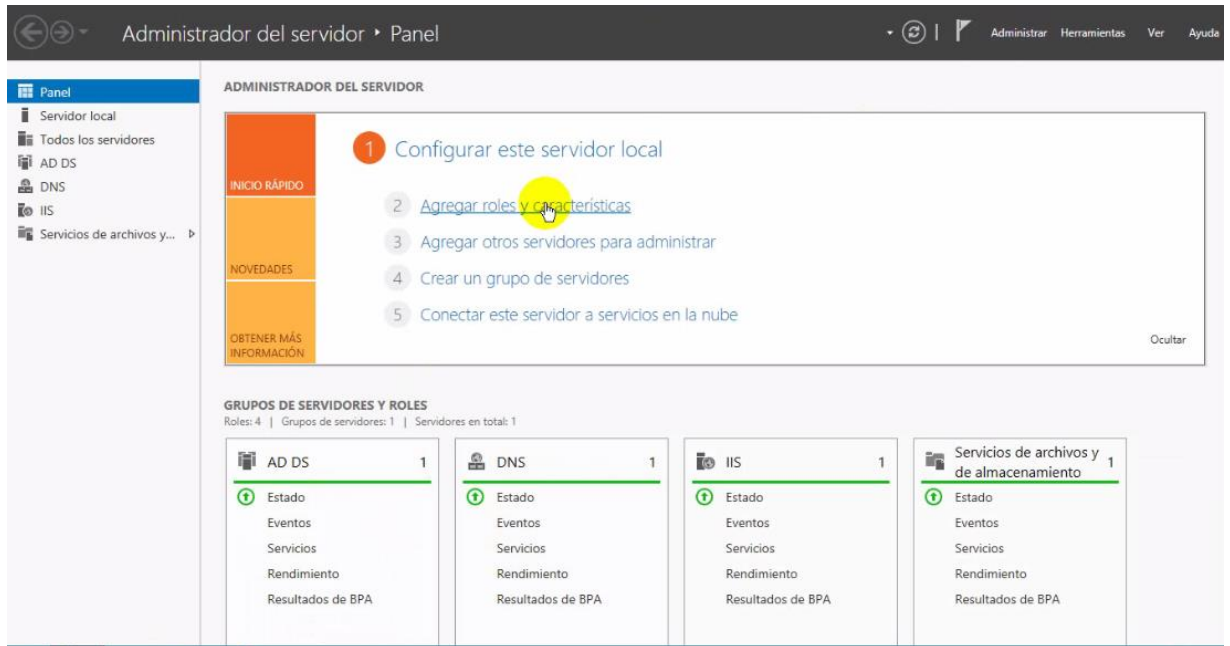 Administrador del servidor ‣ Panel
Administrar Herramientas Ver Ayuda
Panel
Servidor local
Todos los servidores
AD DS
DNS
IIS
Servicios de archivos y...
ADMINISTRADOR DEL SERVIDOR
INICIO RÁPIDO
NOVEDADES
OBTENER MÁS
INFORMACIÓN
1 Configurar este servidor local
2 Agregar roles y características
3 Agregar otros servidores para administrar
4 Crear un grupo de servidores
5 Conectar este servidor a servicios en la nube
Ocultar
GRUPOS DE SERVIDORES Y ROLES
Roles: 4 | Grupos de servidores: 1 | Servidores en total: 1
AD DS 1
Estado
Eventos
Servicios
Rendimiento
Resultados de BPA
DNS 1
Estado
Eventos
Servicios
Rendimiento
Resultados de BPA
IIS 1
Estado
Eventos
Servicios
Rendimiento
Resultados de BPA
Servicios de archivos y
de almacenamiento 1
Estado
Eventos
Servicios
Rendimiento
Resultados de BPA